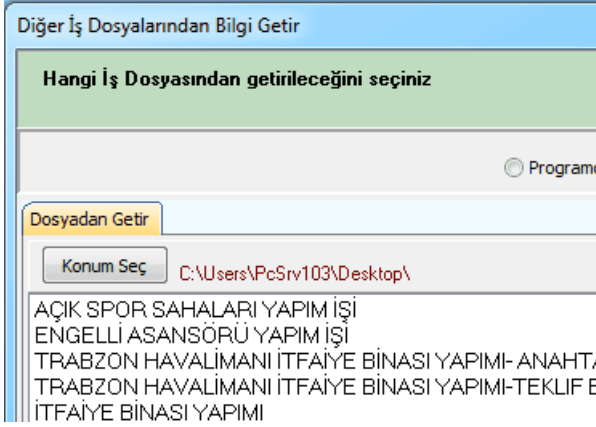 Diğer İş Dosyalarından Bilgi Getir
Hangi İş Dosyasından getirileceğini seçiniz
Dosyadan Getir
Konum Seç C:\Users\PcSrv103\Desktop\
AÇIK SPOR SAHALARI YAPIM İŞİ
ENGELLİ ASANSÖRÜ YAPIM İŞİ
TRABZON HAVALİMANI İTFAİYE BİNASI YAPIMI-
TRABZON HAVALİMANI İTFAİYE BİNASI YAPIMI-TEKLIF
İTFAİYE BİNASI YAPIMI